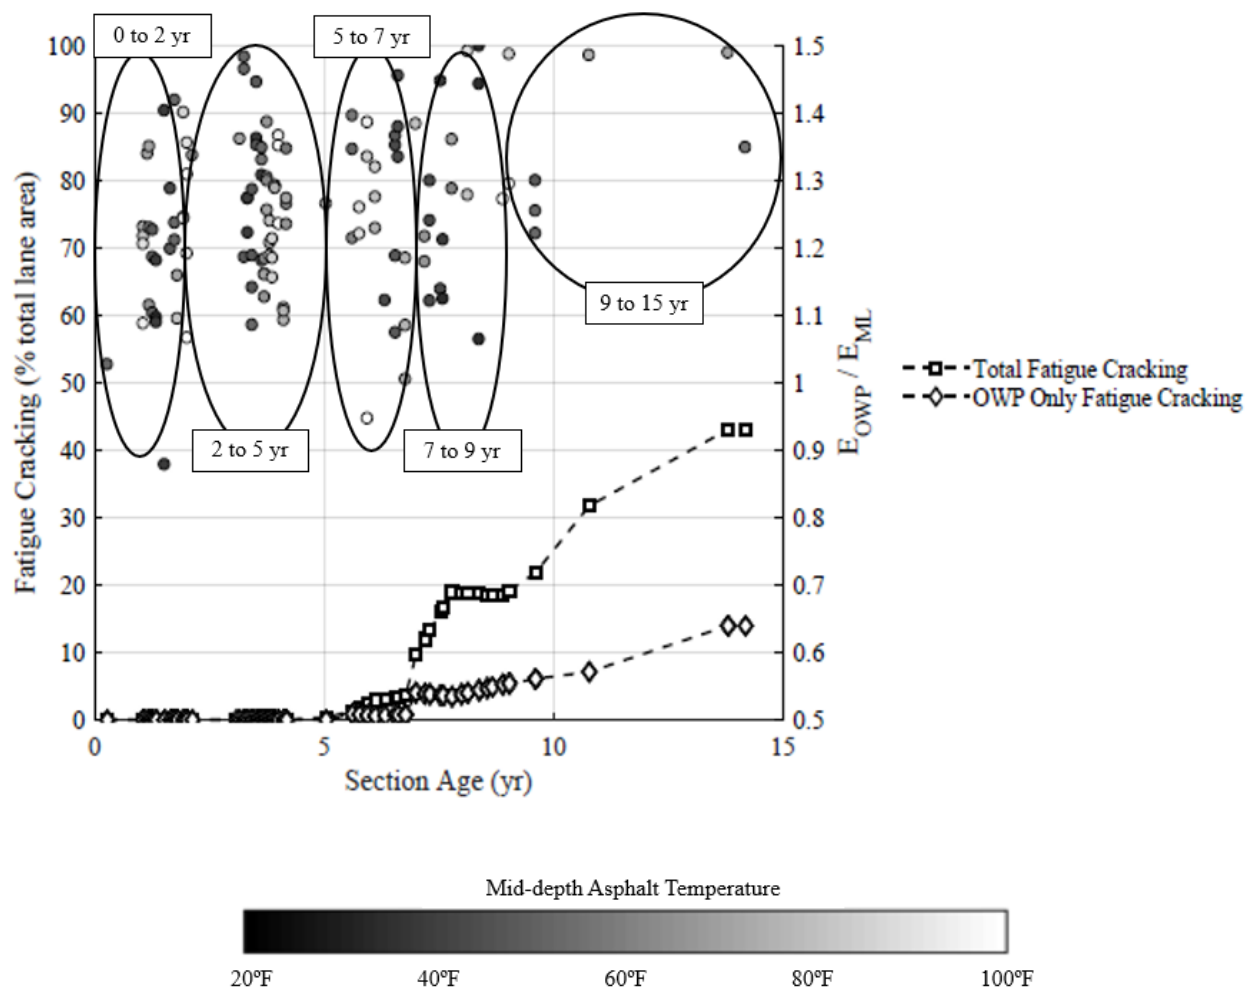 0 to 2 yr
5 to 7 yr
2 to 5 yr
7 to 9 yr
9 to 15 yr
100
90
80
70
60
50
40
30
20
10
0
Fatigue Cracking (% total lane area)
1.5
1.4
1.3
1.2
1.1
1
0.9
0.8
0.7
0.6
0.5
EOWP / EML
0 5 10 15
Section Age (yr)
Total Fatigue Cracking
OWP Only Fatigue Cracking
Mid-depth Asphalt Temperature
20ºF 40ºF 60ºF 80ºF 100ºF